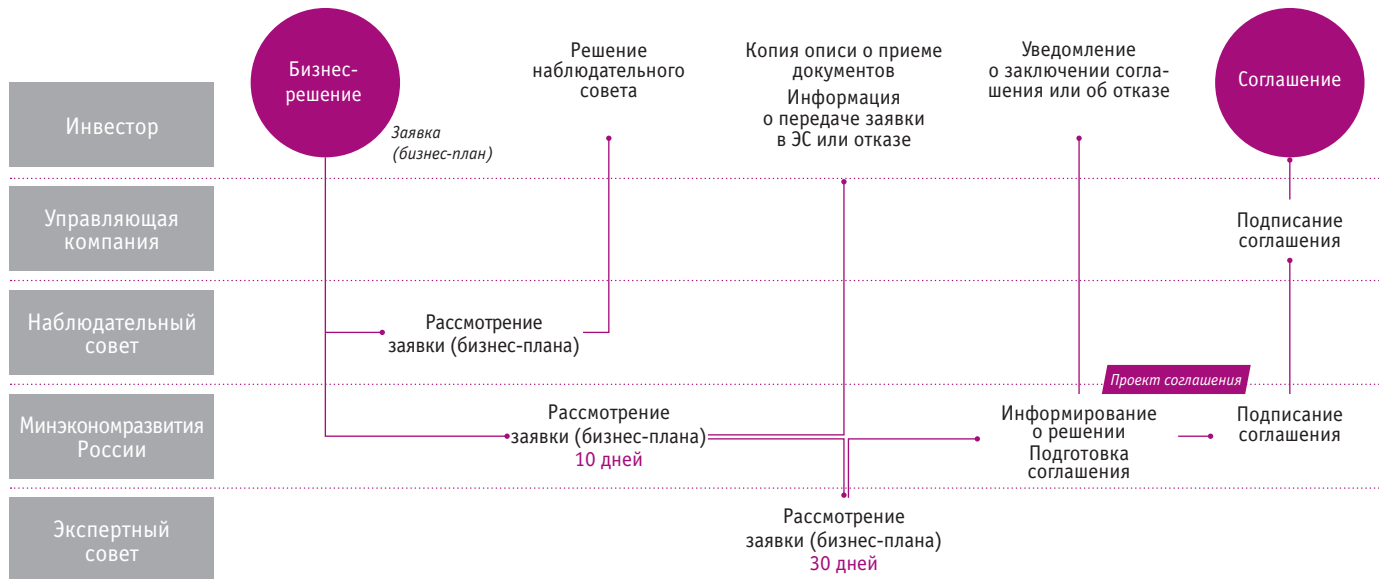 Бизнес-
решение
Заявка
(бизнес-план)
Решение
наблюдательного
совета
Копия описи о приеме
документов
Информация
о передаче заявки
в ЭС или отказе
Уведомление
о заключении согла-
шения или об отказе
Соглашение
Инвестор
Управляющая
компания
Подписание
соглашения
Наблюдательный
совет
Рассмотрение
заявки (бизнес-плана)
Проект соглашения
Минэкономразвития
России
Рассмотрение
заявки (бизнес-плана)
10 дней
Информирование
о решении
Подготовка
соглашения
Подписание
соглашения
Экспертный
совет
Рассмотрение
заявки (бизнес-плана)
30 дней